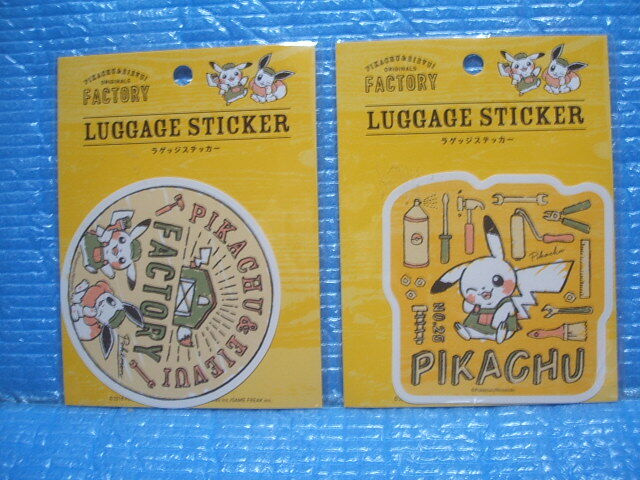 PIKACHU & EIEVUI
ORIGINALS
FACTORY
LUGGAGE STICKER
ラゲッジステッカー
PIKACHU & EIEVUI
FACTORY
Pokémon
PIKACHU & EIEVUI
ORIGINALS
FACTORY
LUGGAGE STICKER
ラゲッジステッカー
Pikachu
NO.25
PIKACHU